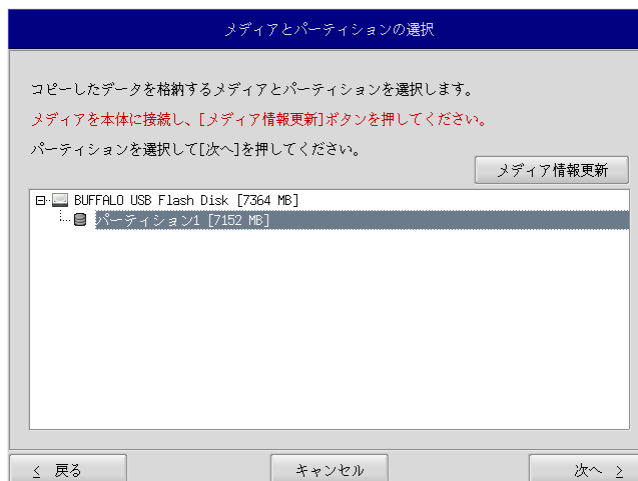 メディアとパーティションの選択
コピーしたデータを格納するメディアとパーティションを選択します。
メディアを本体に接続し、[メディア情報更新]ボタンを押してください。
パーティションを選択して[次へ]を押してください。
メディア情報更新
BUFFALO USB Flash Disk [7364 MB]
パーティション1 [7152 MB]
≤ 戻る
キャンセル
次へ ≥